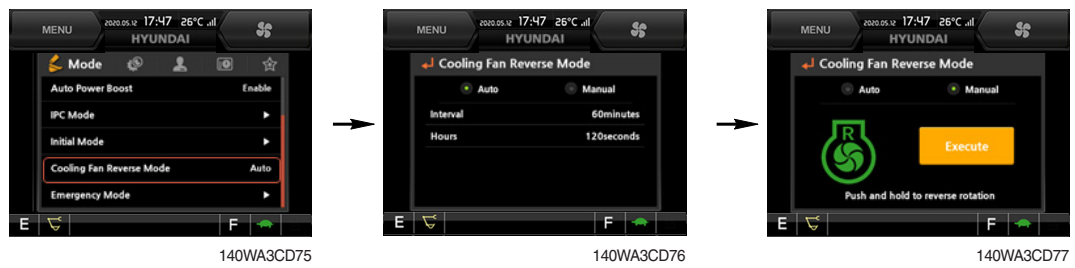 MENU 2020.05.12 17:47 26°C
HYUNDAI
Mode
Auto Power Boost Enable
IPC Mode
Initial Mode
Cooling Fan Reverse Mode Auto
Emergency Mode
E F
140WA3CD75
MENU 2020.05.12 17:47 26°C
HYUNDAI
Cooling Fan Reverse Mode
Auto Manual
Interval 60minutes
Hours 120seconds
E F
140WA3CD76
MENU 2020.05.12 17:47 26°C
HYUNDAI
Cooling Fan Reverse Mode
Auto Manual
R
Execute
Push and hold to reverse rotation
E F
140WA3CD77